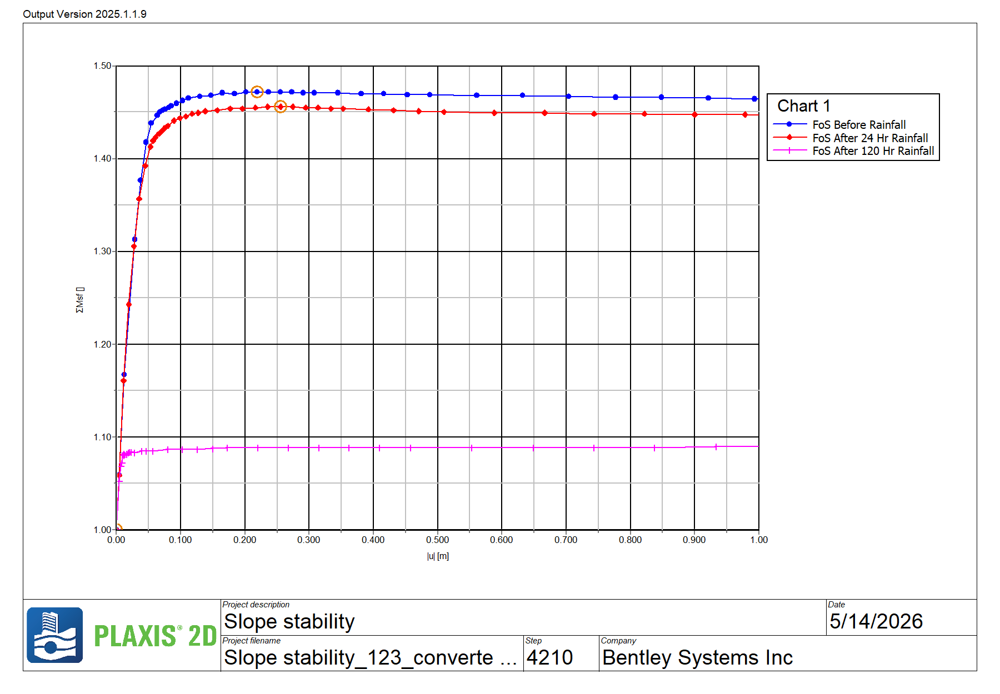 Output Version 2025.1.1.9
1.50
1.40
1.30
1.20
1.10
1.00
ΣMsf []
0.00 0.100 0.200 0.300 0.400 0.500 0.600 0.700 0.800 0.900 1.00
|u| [m]
Chart 1
FoS Before Rainfall
FoS After 24 Hr Rainfall
FoS After 120 Hr Rainfall
PLAXIS® 2D
Project description
Slope stability
Date
5/14/2026
Project filename
Slope stability_123_converte ...
Step
4210
Company
Bentley Systems Inc